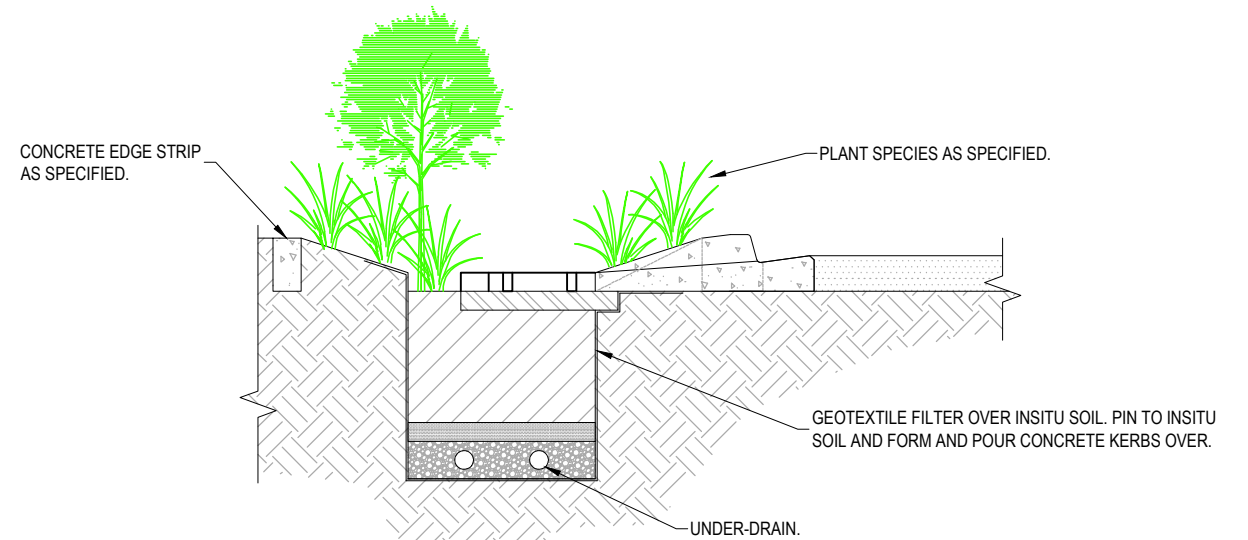 CONCRETE EDGE STRIP
AS SPECIFIED.
PLANT SPECIES AS SPECIFIED.
GEOTEXTILE FILTER OVER INSITU SOIL. PIN TO INSITU
SOIL AND FORM AND POUR CONCRETE KERBS OVER.
UNDER-DRAIN.